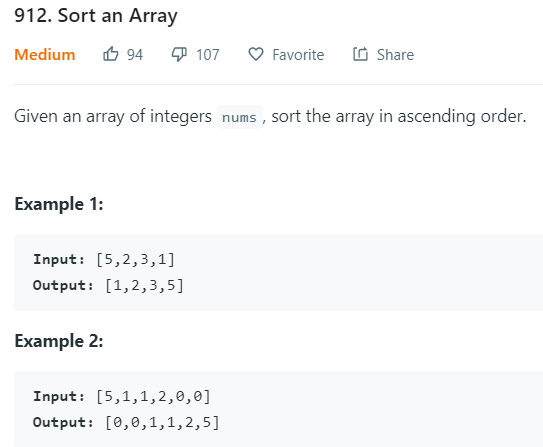 912. Sort an Array
Medium 94 107 Favorite Share
Given an array of integers nums , sort the array in ascending order.
Example 1:
Input: [5,2,3,1]
Output: [1,2,3,5]
Example 2:
Input: [5,1,1,2,0,0]
Output: [0,0,1,1,2,5]